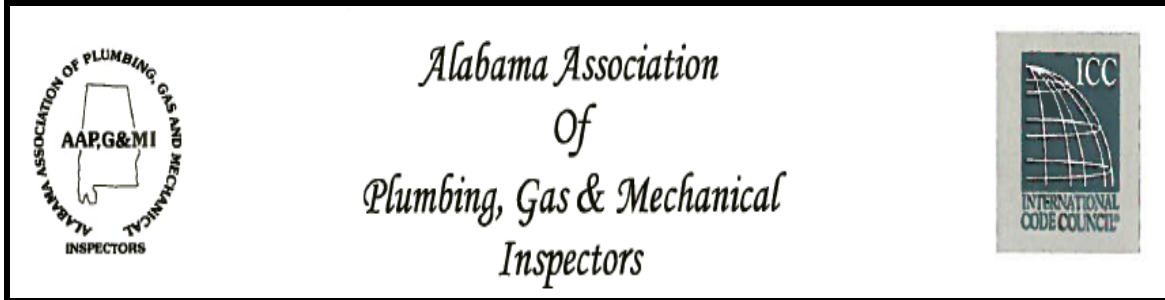 ALABAMA ASSOCIATION OF PLUMBING, GAS AND MECHANICAL
AAP,G&MI
ALABAMA
INSPECTORS
Alabama Association
Of
Plumbing, Gas & Mechanical
Inspectors
ICC
INTERNATIONAL
CODE COUNCIL®